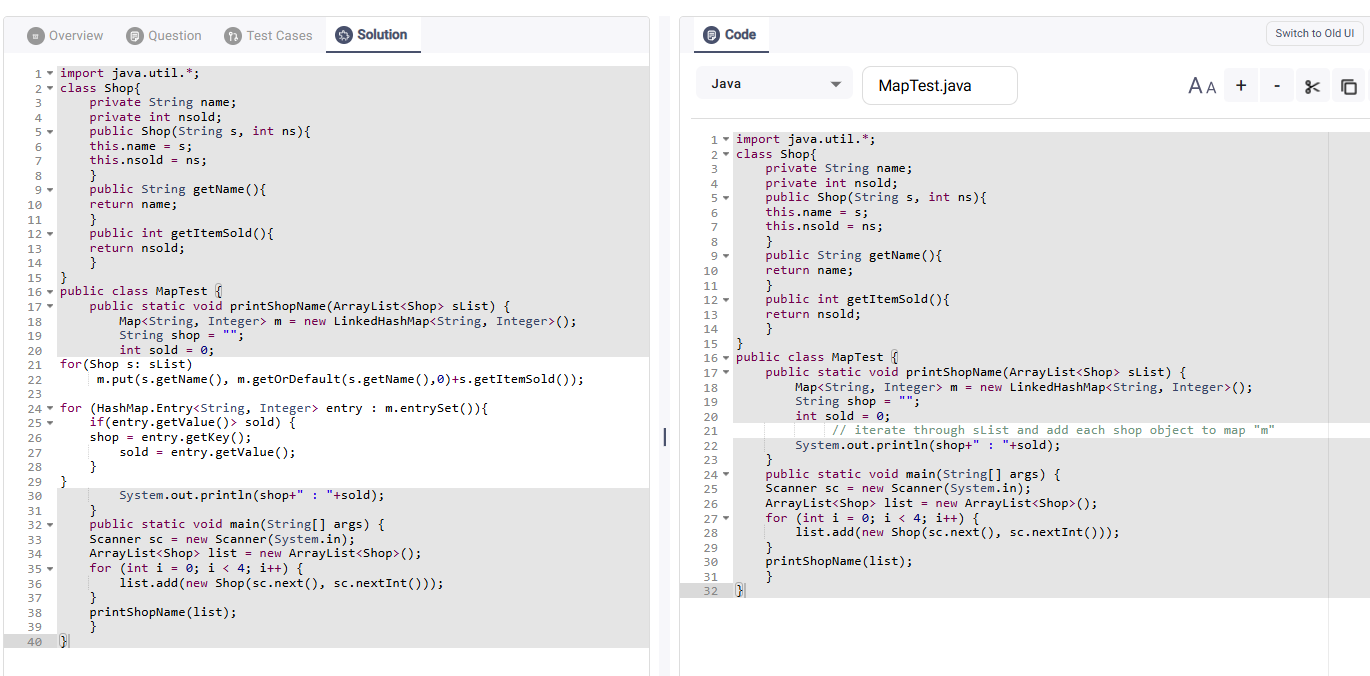 Overview Question Test Cases Solution
1 import java.util.*;
2 class Shop{
3 private String name;
4 private int nsold;
5 public Shop(String s, int ns){
6 this.name = s;
7 this.nsold = ns;
8 }
9 public String getName(){
10 return name;
11 }
12 public int getItemSold(){
13 return nsold;
14 }
15 }
16 public class MapTest {
17 public static void printShopName(ArrayList<Shop> sList) {
18 Map<String, Integer> m = new LinkedHashMap<String, Integer>();
19 String shop = "";
20 int sold = 0;
21 for(Shop s: sList)
22 m.put(s.getName(), m.getOrDefault(s.getName(),0)+s.getItemSold());
23
24 for (HashMap.Entry<String, Integer> entry : m.entrySet()){
25 if(entry.getValue()> sold) {
26 shop = entry.getKey();
27 sold = entry.getValue();
28 }
29 }
30 System.out.println(shop+" : "+sold);
31 }
32 public static void main(String[] args) {
33 Scanner sc = new Scanner(System.in);
34 ArrayList<Shop> list = new ArrayList<Shop>();
35 for (int i = 0; i < 4; i++) {
36 list.add(new Shop(sc.next(), sc.nextInt()));
37 }
38 printShopName(list);
39 }
40 }
Code Switch to Old UI
Java MapTest.java A A + -
1 import java.util.*;
2 class Shop{
3 private String name;
4 private int nsold;
5 public Shop(String s, int ns){
6 this.name = s;
7 this.nsold = ns;
8 }
9 public String getName(){
10 return name;
11 }
12 public int getItemSold(){
13 return nsold;
14 }
15 }
16 public class MapTest {
17 public static void printShopName(ArrayList<Shop> sList) {
18 Map<String, Integer> m = new LinkedHashMap<String, Integer>();
19 String shop = "";
20 int sold = 0;
21 // iterate through sList and add each shop object to map "m"
22 System.out.println(shop+" : "+sold);
23 }
24 public static void main(String[] args) {
25 Scanner sc = new Scanner(System.in);
26 ArrayList<Shop> list = new ArrayList<Shop>();
27 for (int i = 0; i < 4; i++) {
28 list.add(new Shop(sc.next(), sc.nextInt()));
29 }
30 printShopName(list);
31 }
32 }